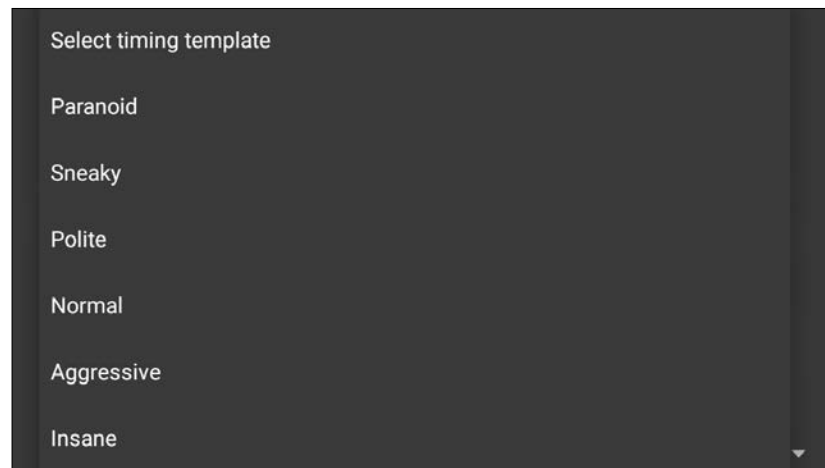 Select timing template
Paranoid
Sneaky
Polite
Normal
Aggressive
Insane